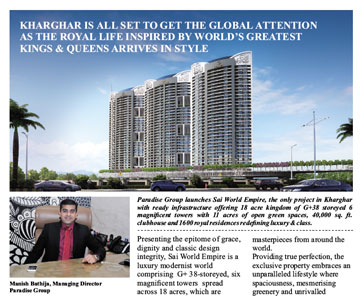 KHARGHAR IS ALL SET TO GET THE GLOBAL ATTENTION
AS THE ROYAL LIFE INSPIRED BY WORLD'S GREATEST
KINGS & QUEENS ARRIVES IN STYLE
Manish Bathija, Managing Director
Paradise Group
Paradise Group launches Sai World Empire, the only project in Kharghar
with ready infrastructure offering 18 acre kingdom of G+38 storeyed 6
magnificent towers with 11 acres of open green spaces, 40,000 sq. ft.
clubhouse and 1600 royal residences redefining luxury & class.
Presenting the epitome of grace,
dignity and classic design
integrity, Sai World Empire is a
luxury modernist world
comprising G+ 38-storeyed, six
magnificent towers spread
across 18 acres, which are
masterpieces from around the
world.
Providing true perfection, the
exclusive property embraces an
unparalleled lifestyle where
spaciousness, mesmerising
greenery and unrivalled